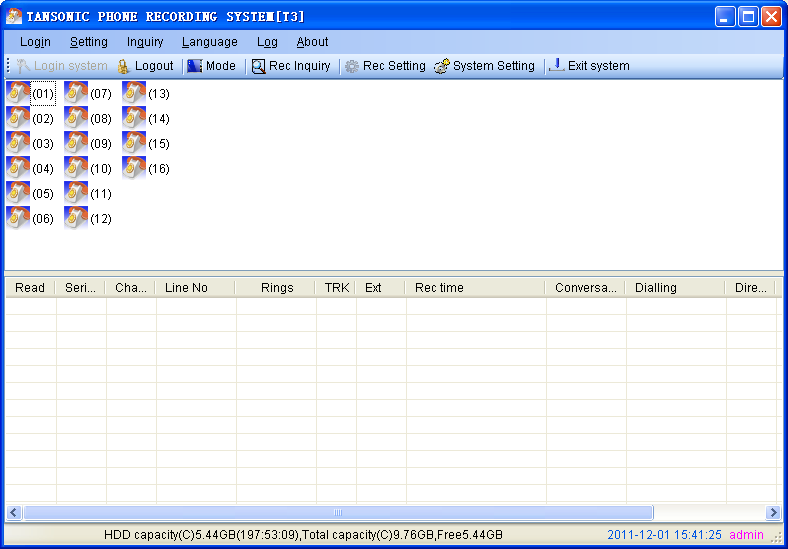 TANSONIC PHONE RECORDING SYSTEM[T3]
Login Setting Inquiry Language Log About
Login system Logout Mode Rec Inquiry Rec Setting System Setting Exit system
(01) (07) (13)
(02) (08) (14)
(03) (09) (15)
(04) (10) (16)
(05) (11)
(06) (12)
Read Seri... Cha... Line No Rings TRK Ext Rec time Conversa... Dialling Dire...
HDD capacity(C)5.44GB(197:53:09),Total capacity(C)9.76GB,Free5.44GB 2011-12-01 15:41:25 admin